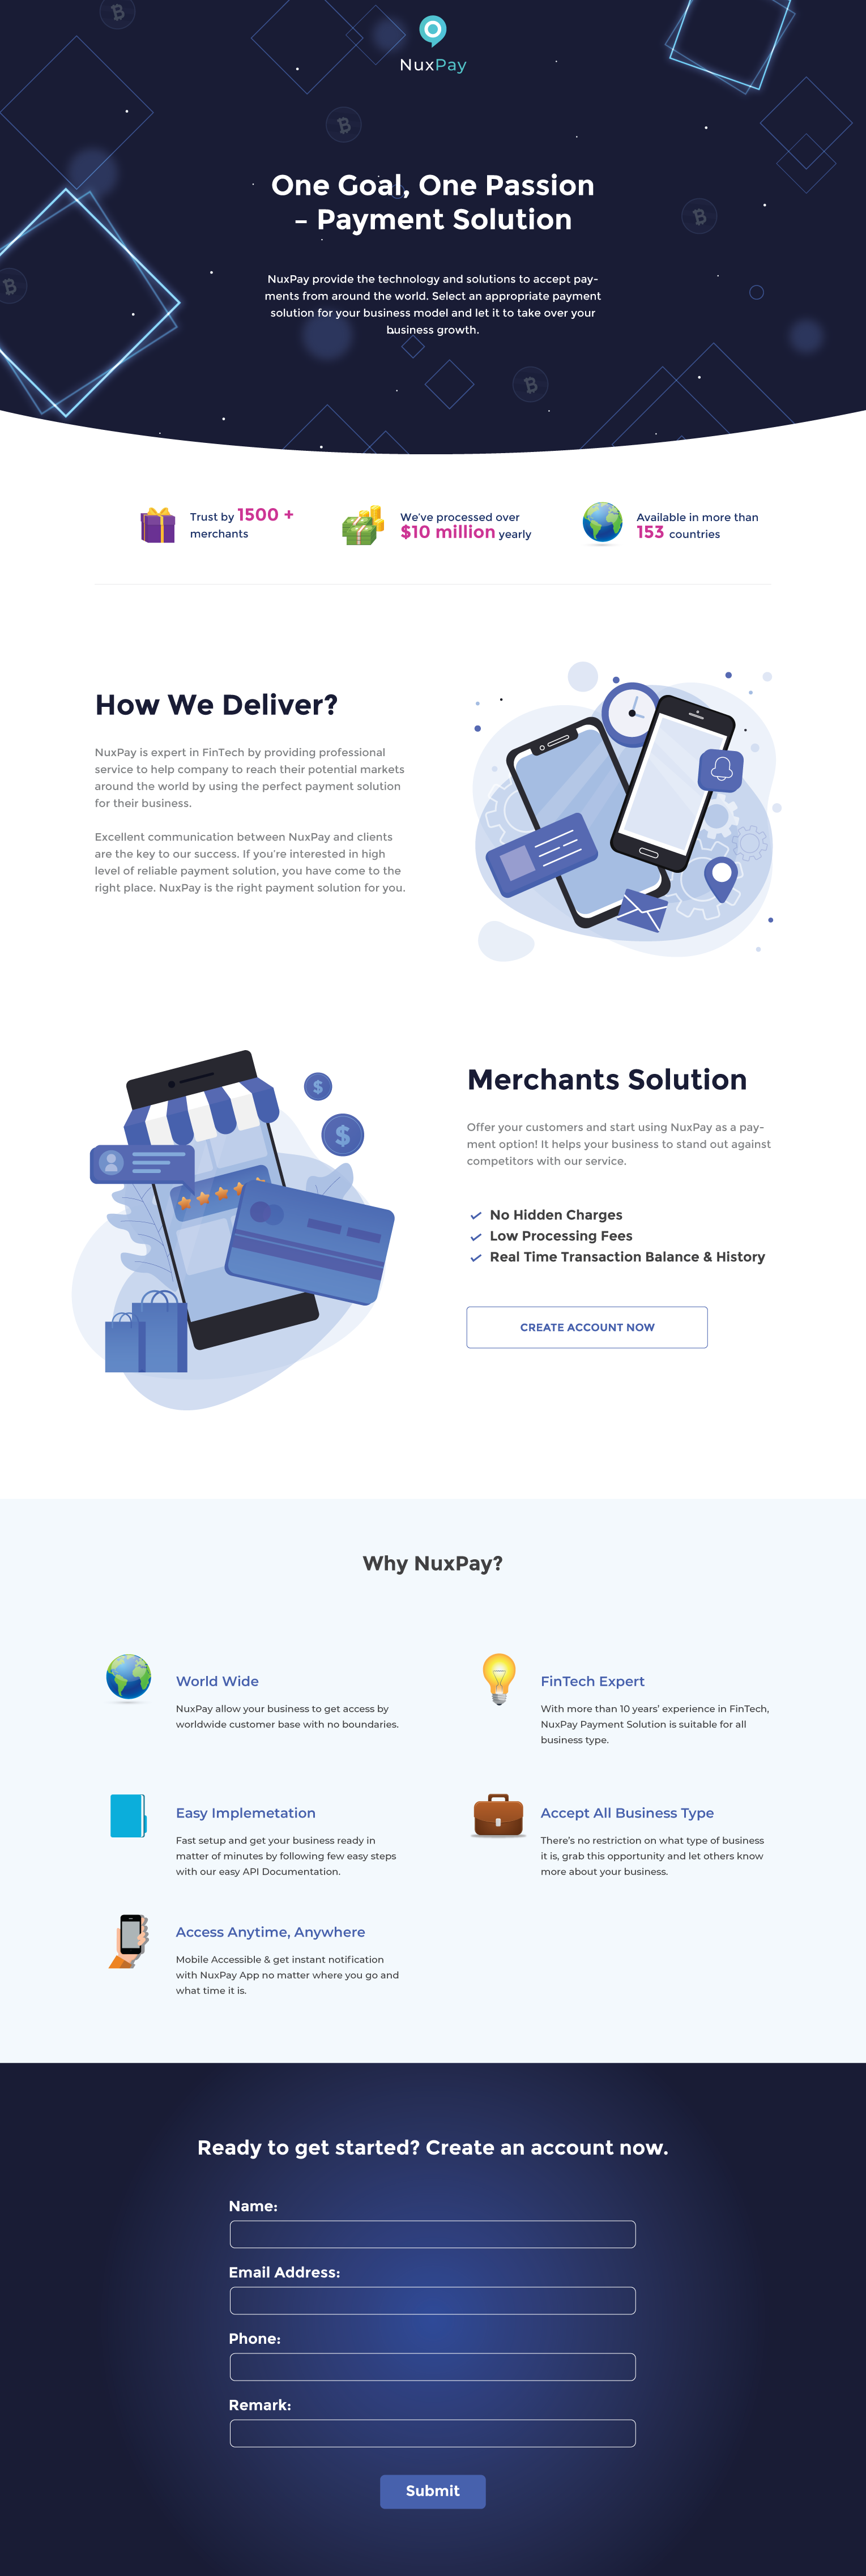 NuxPay
One Goal, One Passion
– Payment Solution
NuxPay provide the technology and solutions to accept pay-
ments from around the world. Select an appropriate payment
solution for your business model and let it to take over your
business growth.
Trust by 1500 +
merchants
We’ve processed over
$10 million yearly
Available in more than
153 countries
How We Deliver?
NuxPay is expert in FinTech by providing professional
service to help company to reach their potential markets
around the world by using the perfect payment solution
for their business.
Excellent communication between NuxPay and clients
are the key to our success. If you’re interested in high
level of reliable payment solution, you have come to the
right place. NuxPay is the right payment solution for you.
$
$
Merchants Solution
Offer your customers and start using NuxPay as a pay-
ment option! It helps your business to stand out against
competitors with our service.
No Hidden Charges
Low Processing Fees
Real Time Transaction Balance & History
CREATE ACCOUNT NOW
Why NuxPay?
World Wide
NuxPay allow your business to get access by
worldwide customer base with no boundaries.
FinTech Expert
With more than 10 years’ experience in FinTech,
NuxPay Payment Solution is suitable for all
business type.
Easy Implemetation
Fast setup and get your business ready in
matter of minutes by following few easy steps
with our easy API Documentation.
Accept All Business Type
There’s no restriction on what type of business
it is, grab this opportunity and let others know
more about your business.
Access Anytime, Anywhere
Mobile Accessible & get instant notification
with NuxPay App no matter where you go and
what time it is.
Ready to get started? Create an account now.
Name:
Email Address:
Phone:
Remark:
Submit